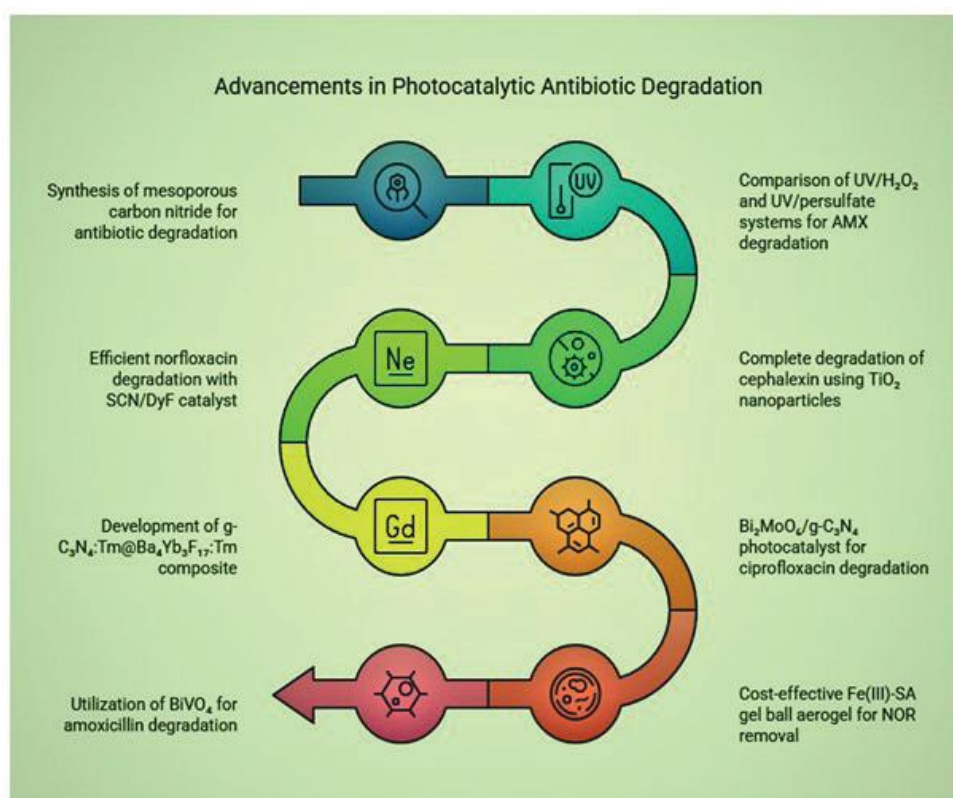 Advancements in Photocatalytic Antibiotic Degradation
Synthesis of mesoporous
carbon nitride for
antibiotic degradation
UV
Comparison of UV/H₂O₂
and UV/persulfate
systems for AMX
degradation
Efficient norfloxacin
degradation with
SCN/DyF catalyst
Ne
Complete degradation of
cephalexin using TiO₂
nanoparticles
Development of g-
C₃N₄:Tm@Ba₄Yb₃F₁₇:Tm
composite
Gd
Bi₂MoO₆/g-C₃N₄
photocatalyst for
ciprofloxacin degradation
Utilization of BiVO₄ for
amoxicillin degradation
Cost-effective Fe(III)-SA
gel ball aerogel for NOR
removal